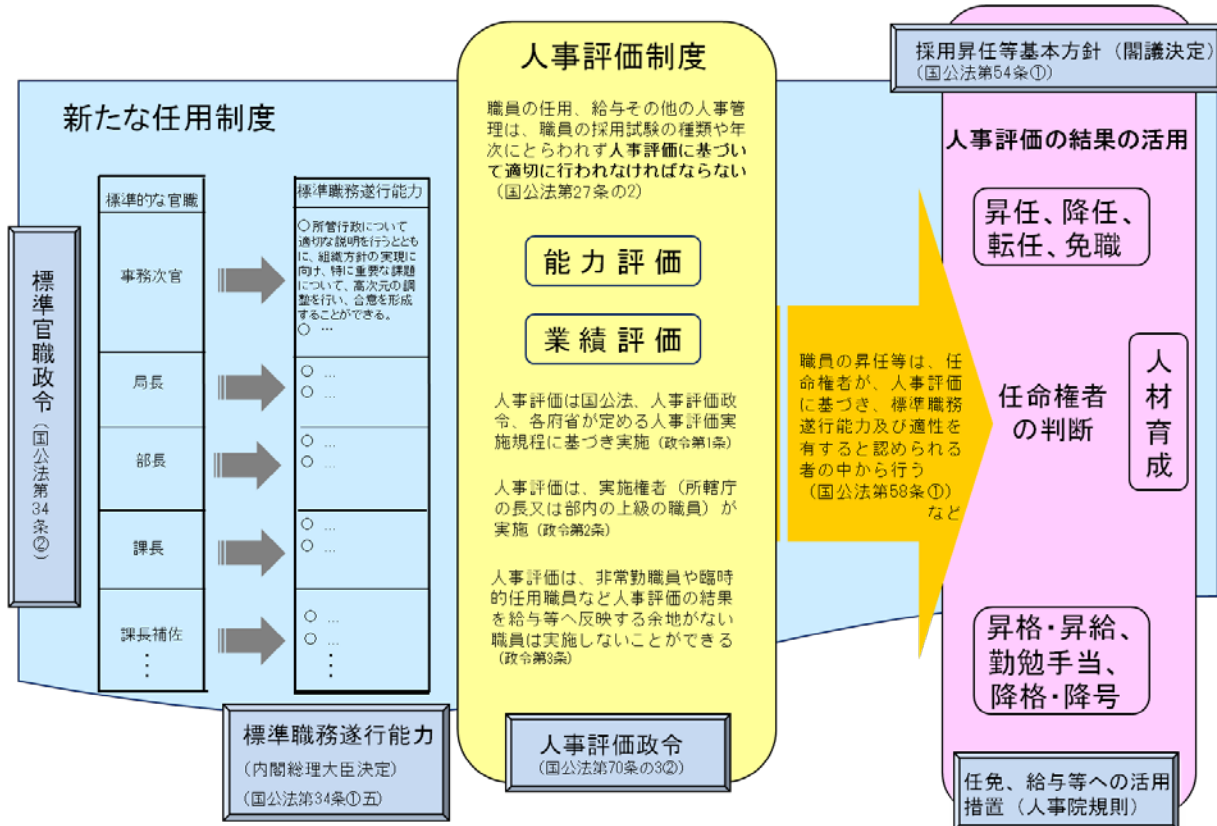 新たな任用制度
標準官職政令(国公法第34条②)
標準的な官職
事務次官
局長
部長
課長
課長補佐
⋮
標準職務遂行能力
○所管行政について
適切な説明を行うととも
に、組織方針の実現に
向け、特に重要な課題
について、高次元の調
整を行い、合意を形成
することができる。
○ …
○ …
○ …
○ …
○ …
○ …
○ …
○ …
○ …
⋮
標準職務遂行能力
(内閣総理大臣決定)
(国公法第34条①五)
人事評価制度
職員の任用、給与その他の人事管
理は、職員の採用試験の種類や年
次にとらわれず人事評価に基づい
て適切に行われなければならない
(国公法第27条の2)
能力評価
業績評価
人事評価は国公法、人事評価政
令、各府省が定める人事評価実
施規程に基づき実施(政令第1条)
人事評価は、実施権者(所轄庁
の長又は部内の上級の職員)が
実施(政令第2条)
人事評価は、非常勤職員や臨時
的任用職員など人事評価の結果
を給与等へ反映する余地がない
職員は実施しないことができる
(政令第3条)
人事評価政令
(国公法第70条の3②)
職員の昇任等は、任
命権者が、人事評価
に基づき、標準職務
遂行能力及び適性を
有すると認められる
者の中から行う
(国公法第58条①)
など
採用昇任等基本方針(閣議決定)
(国公法第54条①)
人事評価の結果の活用
昇任、降任、
転任、免職
任命権者
の判断
人材育成
昇格・昇給、
勤勉手当、
降格・降号
任免、給与等への活用
措置(人事院規則)